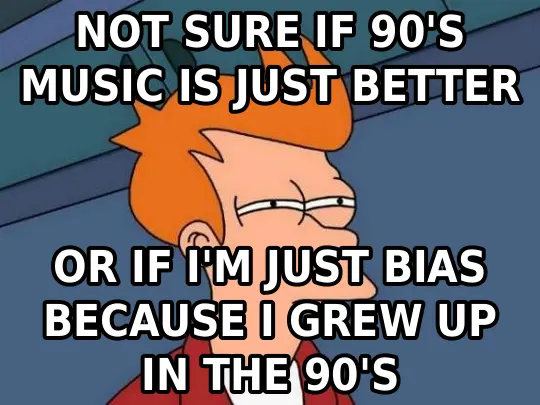 NOT SURE IF 90'S
MUSIC IS JUST BETTER
OR IF I'M JUST BIAS
BECAUSE I GREW UP
IN THE 90'S